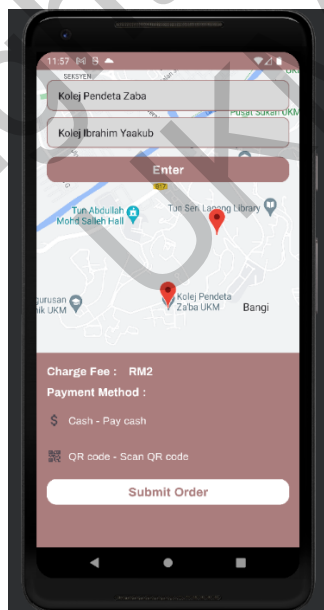 11:57
SEKSYEN
Kolej Pendeta Zaba
Pusat Sukan UKM
Kolej Ibrahim Yaakub
Enter
Tun Abdullah
Mohd Salleh Hall
Tun Seri Lanang Library
gurusan
nik UKM
Kolej Pendeta
Za'ba UKM
Bangi
Charge Fee : RM2
Payment Method :
$ Cash - Pay cash
QR code - Scan QR code
Submit Order